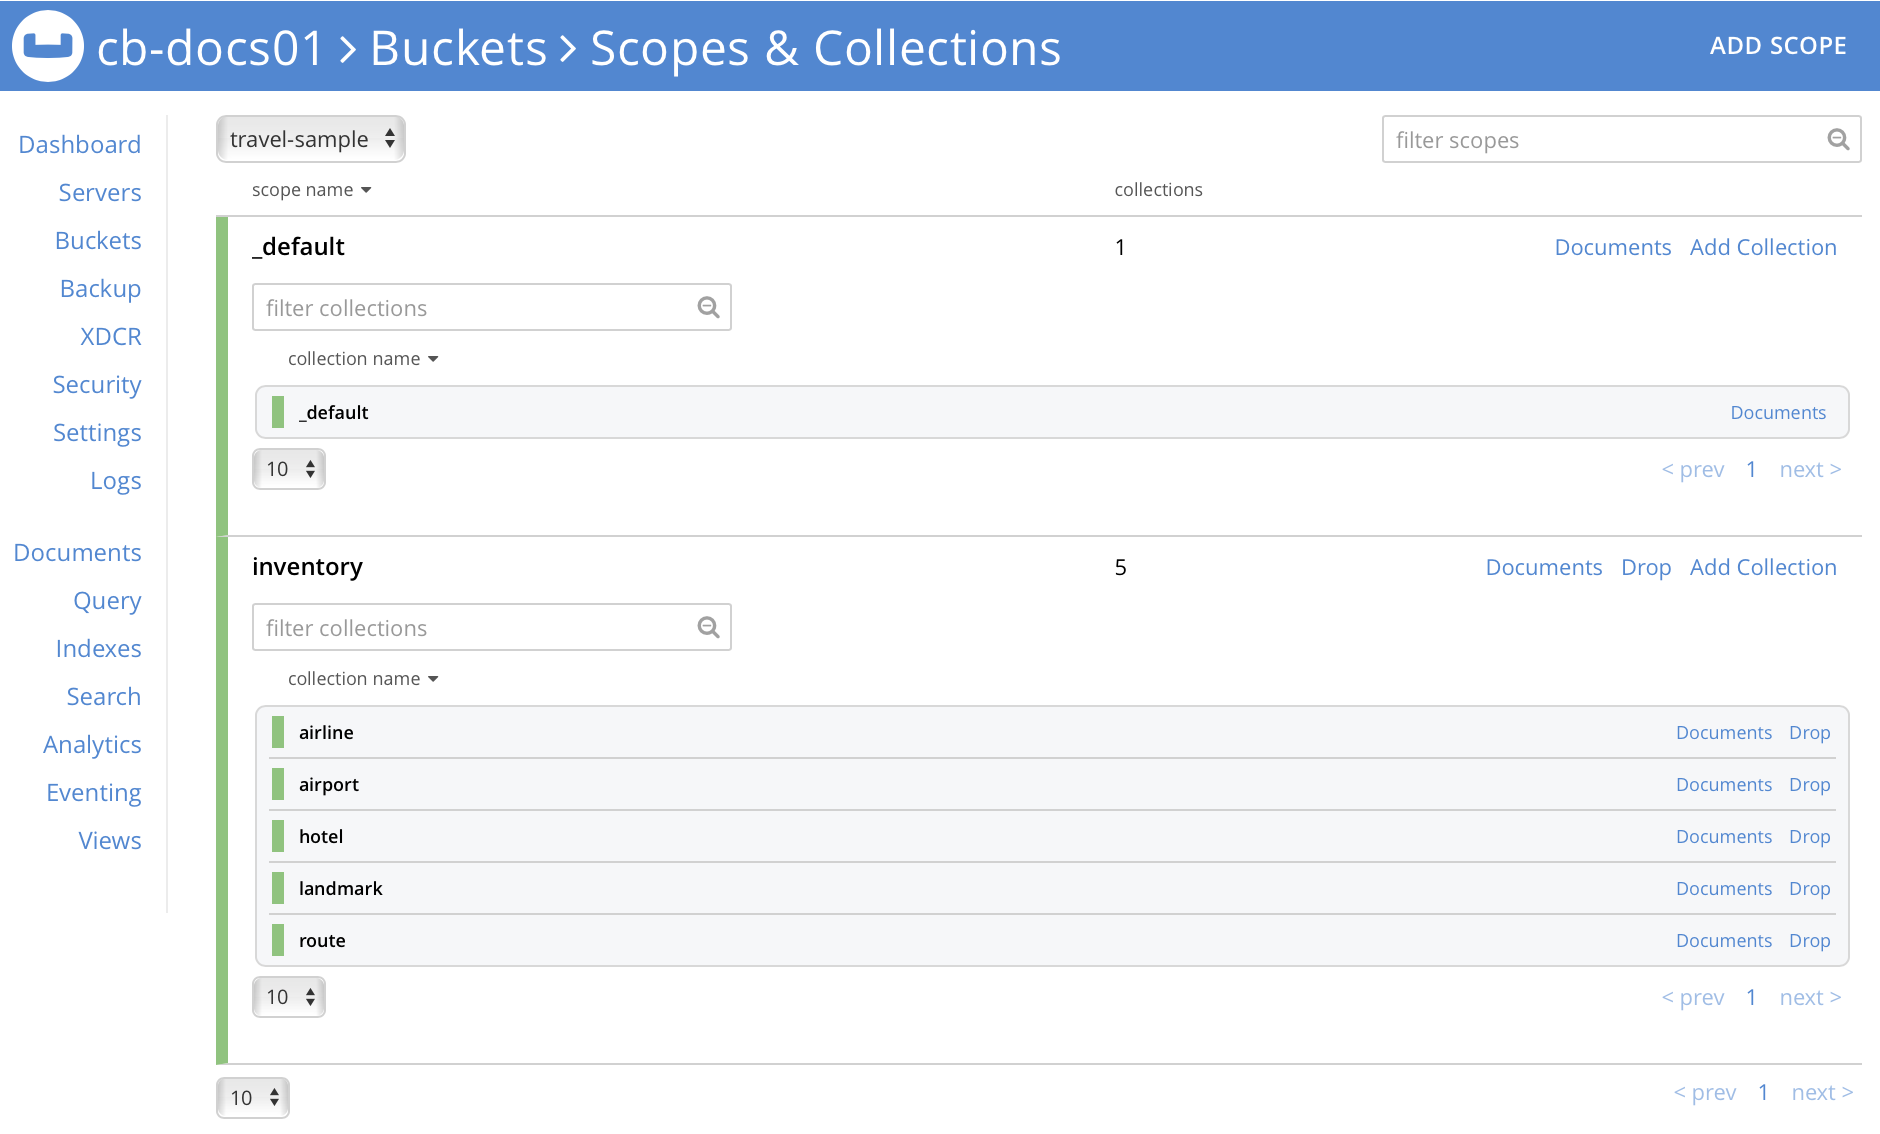 cb-docs01 > Buckets > Scopes & Collections
ADD SCOPE
Dashboard
Servers
Buckets
Backup
XDCR
Security
Settings
Logs
Documents
Query
Indexes
Search
Analytics
Eventing
Views
travel-sample
filter scopes
scope name collections
_default 1 Documents Add Collection
filter collections
collection name
_default Documents
10 < prev 1 next >
inventory 5 Documents Drop Add Collection
filter collections
collection name
airline Documents Drop
airport Documents Drop
hotel Documents Drop
landmark Documents Drop
route Documents Drop
10 < prev 1 next >
10 < prev 1 next >